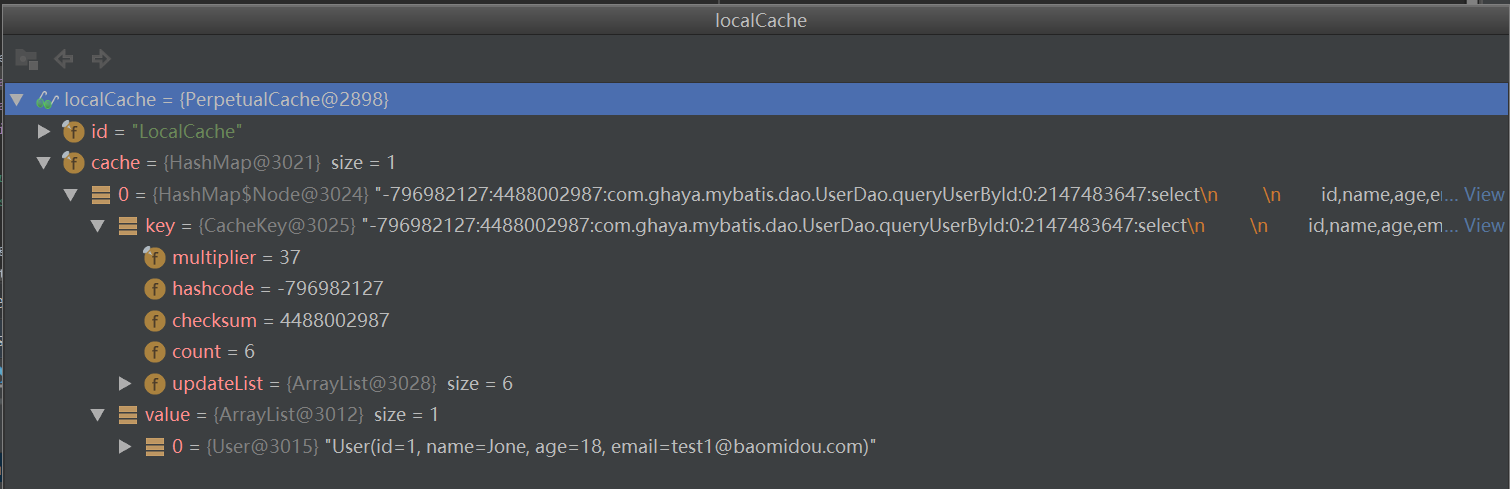 localCache
localCache = {PerpetualCache@2898}
id = "LocalCache"
cache = {HashMap@3021} size = 1
0 = {HashMap$Node@3024} "-796982127:4488002987:com.ghaya.mybatis.dao.UserDao.queryUserById:0:2147483647:select\n \n id,name,age,e... View
key = {CacheKey@3025} "-796982127:4488002987:com.ghaya.mybatis.dao.UserDao.queryUserById:0:2147483647:select\n \n id,name,age,em... View
multiplier = 37
hashcode = -796982127
checksum = 4488002987
count = 6
updateList = {ArrayList@3028} size = 6
value = {ArrayList@3012} size = 1
0 = {User@3015} "User(id=1, name=Jone, age=18, email=test1@baomidou.com)"